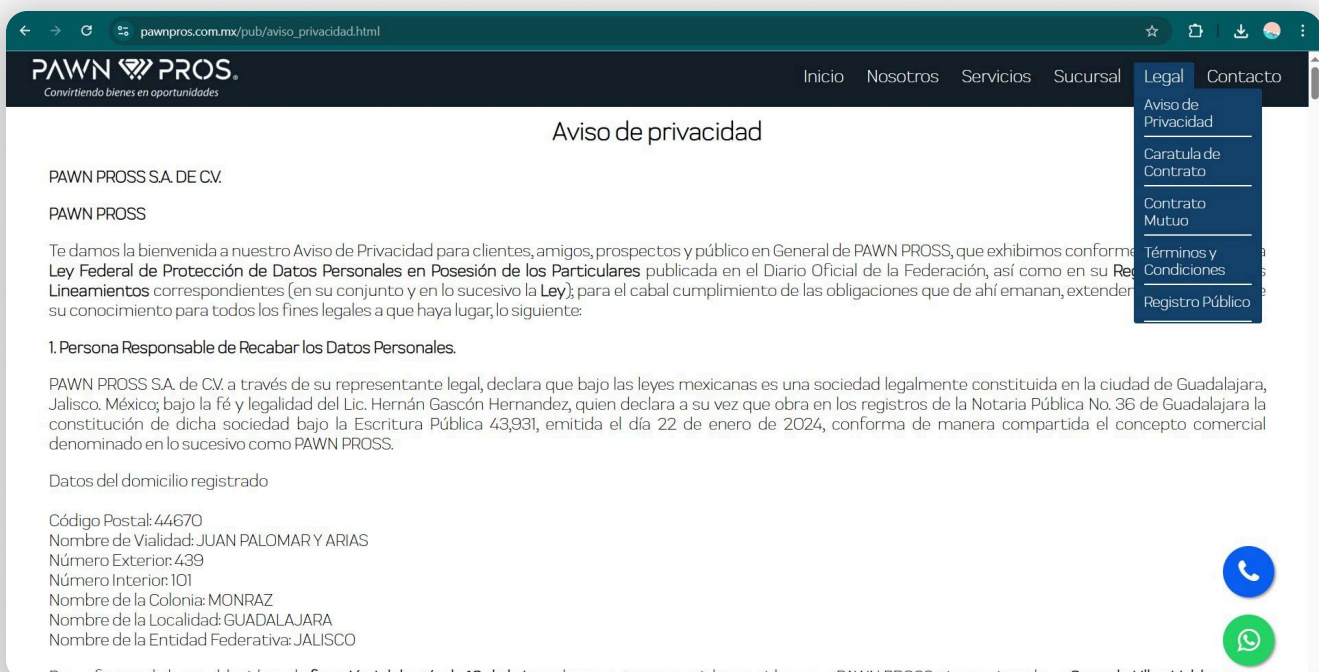 pawnpros.com.mx/pub/aviso_privacidad.html
PAWN PROS.
Convirtiendo bienes en oportunidades
Inicio Nosotros Servicios Sucursal Legal Contacto
Aviso de
Privacidad
Caratula de
Contrato
Contrato
Mutuo
Términos y
Condiciones
Registro Público
Aviso de privacidad
PAWN PROSS S.A. DE C.V.
PAWN PROSS
Te damos la bienvenida a nuestro Aviso de Privacidad para clientes, amigos, prospectos y público en General de PAWN PROSS, que exhibimos conforme a
Ley Federal de Protección de Datos Personales en Posesión de los Particulares publicada en el Diario Oficial de la Federación, así como en su
Lineamientos correspondientes (en su conjunto y en lo sucesivo la Ley); para el cabal cumplimiento de las obligaciones que de ahí emanan,
su conocimiento para todos los fines legales a que haya lugar, lo siguiente:
1. Persona Responsable de Recabar los Datos Personales.
PAWN PROSS S.A. de C.V. a través de su representante legal, declara que bajo las leyes mexicanas es una sociedad legalmente constituida en la ciudad de Guadalajara,
Jalisco. México; bajo la fé y legalidad del Lic. Hernán Gascón Hernandez, quien declara a su vez que obra en los registros de la Notaria Pública No. 36 de Guadalajara la
constitución de dicha sociedad bajo la Escritura Pública 43,931, emitida el día 22 de enero de 2024, conforma de manera compartida el concepto comercial
denominado en lo sucesivo como PAWN PROSS.
Datos del domicilio registrado
Código Postal: 44670
Nombre de Vialidad: JUAN PALOMAR Y ARIAS
Número Exterior: 439
Número Interior: 101
Nombre de la Colonia: MONRAZ
Nombre de la Localidad: GUADALAJARA
Nombre de la Entidad Federativa: JALISCO